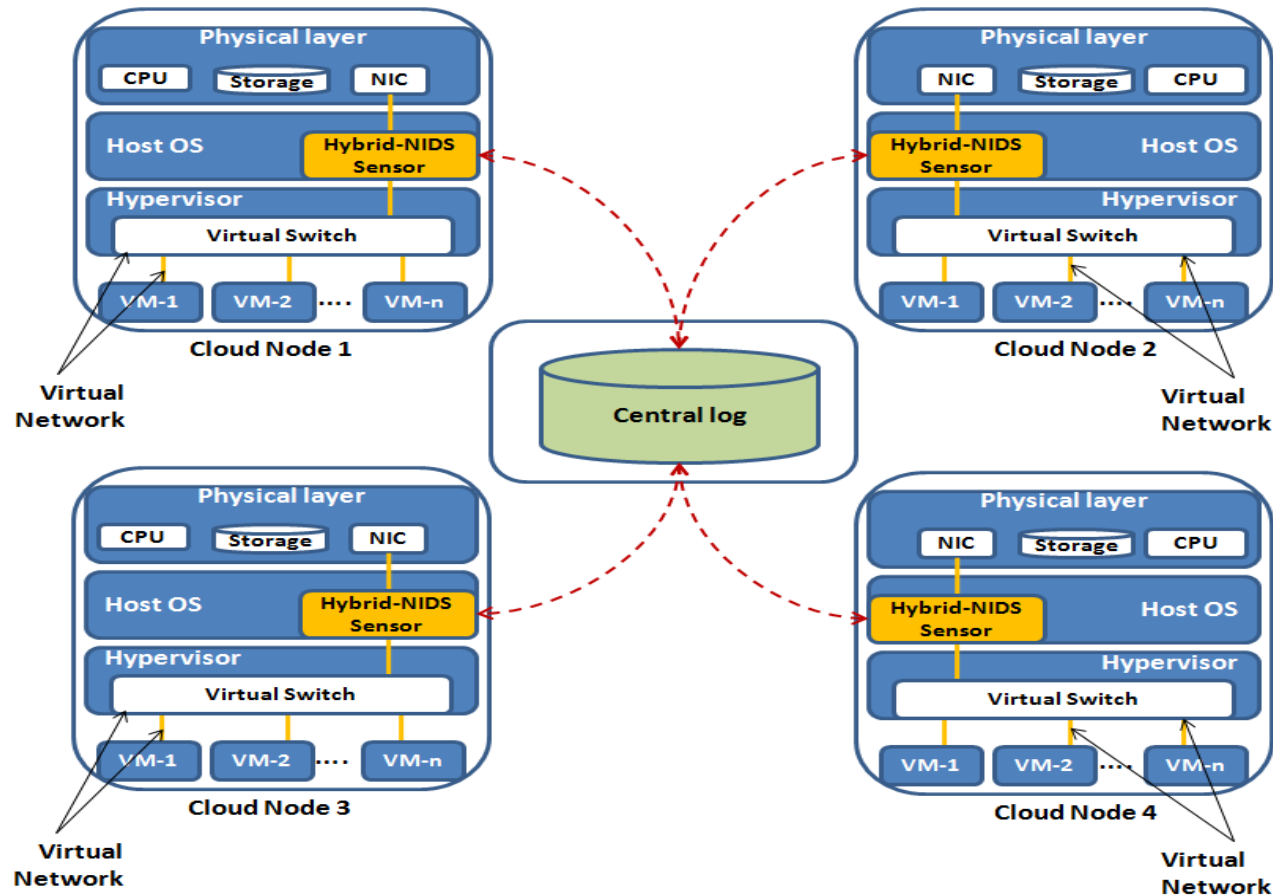 Physical layer
CPU
Storage
NIC
Host OS
Hybrid-NIDS
Sensor
Hypervisor
Virtual Switch
VM-1
VM-2
....
VM-n
Cloud Node 1
Virtual
Network
Physical layer
NIC
Storage
CPU
Hybrid-NIDS
Sensor
Host OS
Hypervisor
Virtual Switch
VM-1
VM-2
....
VM-n
Cloud Node 2
Virtual
Network
Central log
Physical layer
CPU
Storage
NIC
Host OS
Hybrid-NIDS
Sensor
Hypervisor
Virtual Switch
VM-1
VM-2
....
VM-n
Cloud Node 3
Virtual
Network
Physical layer
NIC
Storage
CPU
Hybrid-NIDS
Sensor
Host OS
Hypervisor
Virtual Switch
VM-1
VM-2
....
VM-n
Cloud Node 4
Virtual
Network